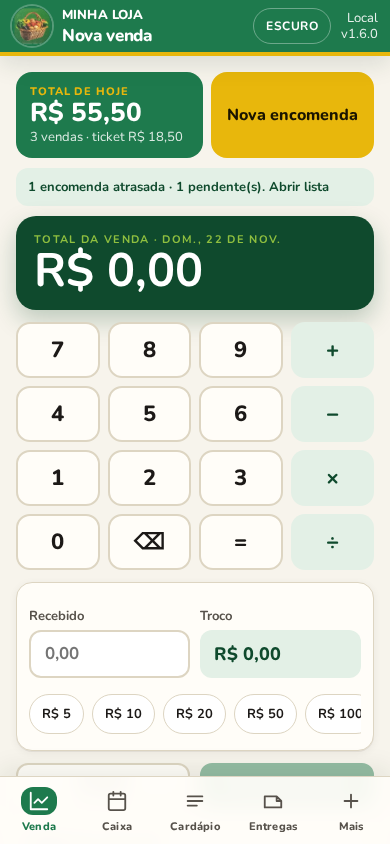 MINHA LOJA
Nova venda
ESCURO
Local
v1.6.0
TOTAL DE HOJE
R$ 55,50
3 vendas · ticket R$ 18,50
Nova encomenda
1 encomenda atrasada · 1 pendente(s). Abrir lista
TOTAL DA VENDA · DOM., 22 DE NOV.
R$ 0,00
7 8 9 +
4 5 6 −
1 2 3 ×
0 ⌫ = ÷
Recebido Troco
0,00 R$ 0,00
R$ 5 R$ 10 R$ 20 R$ 50 R$ 100
Venda Caixa Cardápio Entregas Mais